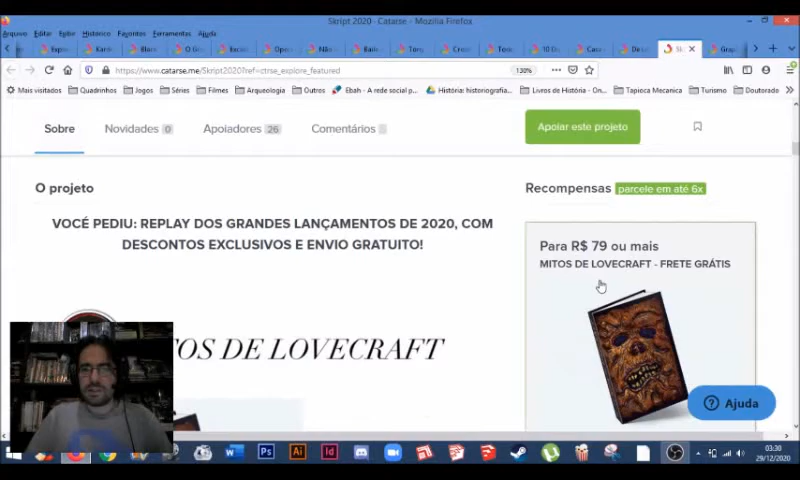 Skript 2020 - Catarse - Mozilla Firefox
Arquivo Editar Exibir Histórico Favoritos Ferramentas Ajuda
https://www.catarse.me/Skript2020?ref=ctrse_explore_featured
130%
Mais visitados Quadrinhos Jogos Séries Filmes Arqueologia Outros Ebah - A rede social p... História: historiografia... Livros de História - On... Tapioca Mecanica Turismo Doutorado
Sobre Novidades 0 Apoiadores 26 Comentários
Apoiar este projeto
O projeto
Recompensas parcele em até 6x
VOCÊ PEDIU: REPLAY DOS GRANDES LANÇAMENTOS DE 2020, COM
DESCONTOS EXCLUSIVOS E ENVIO GRATUITO!
Para R$ 79 ou mais
MITOS DE LOVECRAFT - FRETE GRÁTIS
TOS DE LOVECRAFT
Ajuda
03:30
29/12/2020